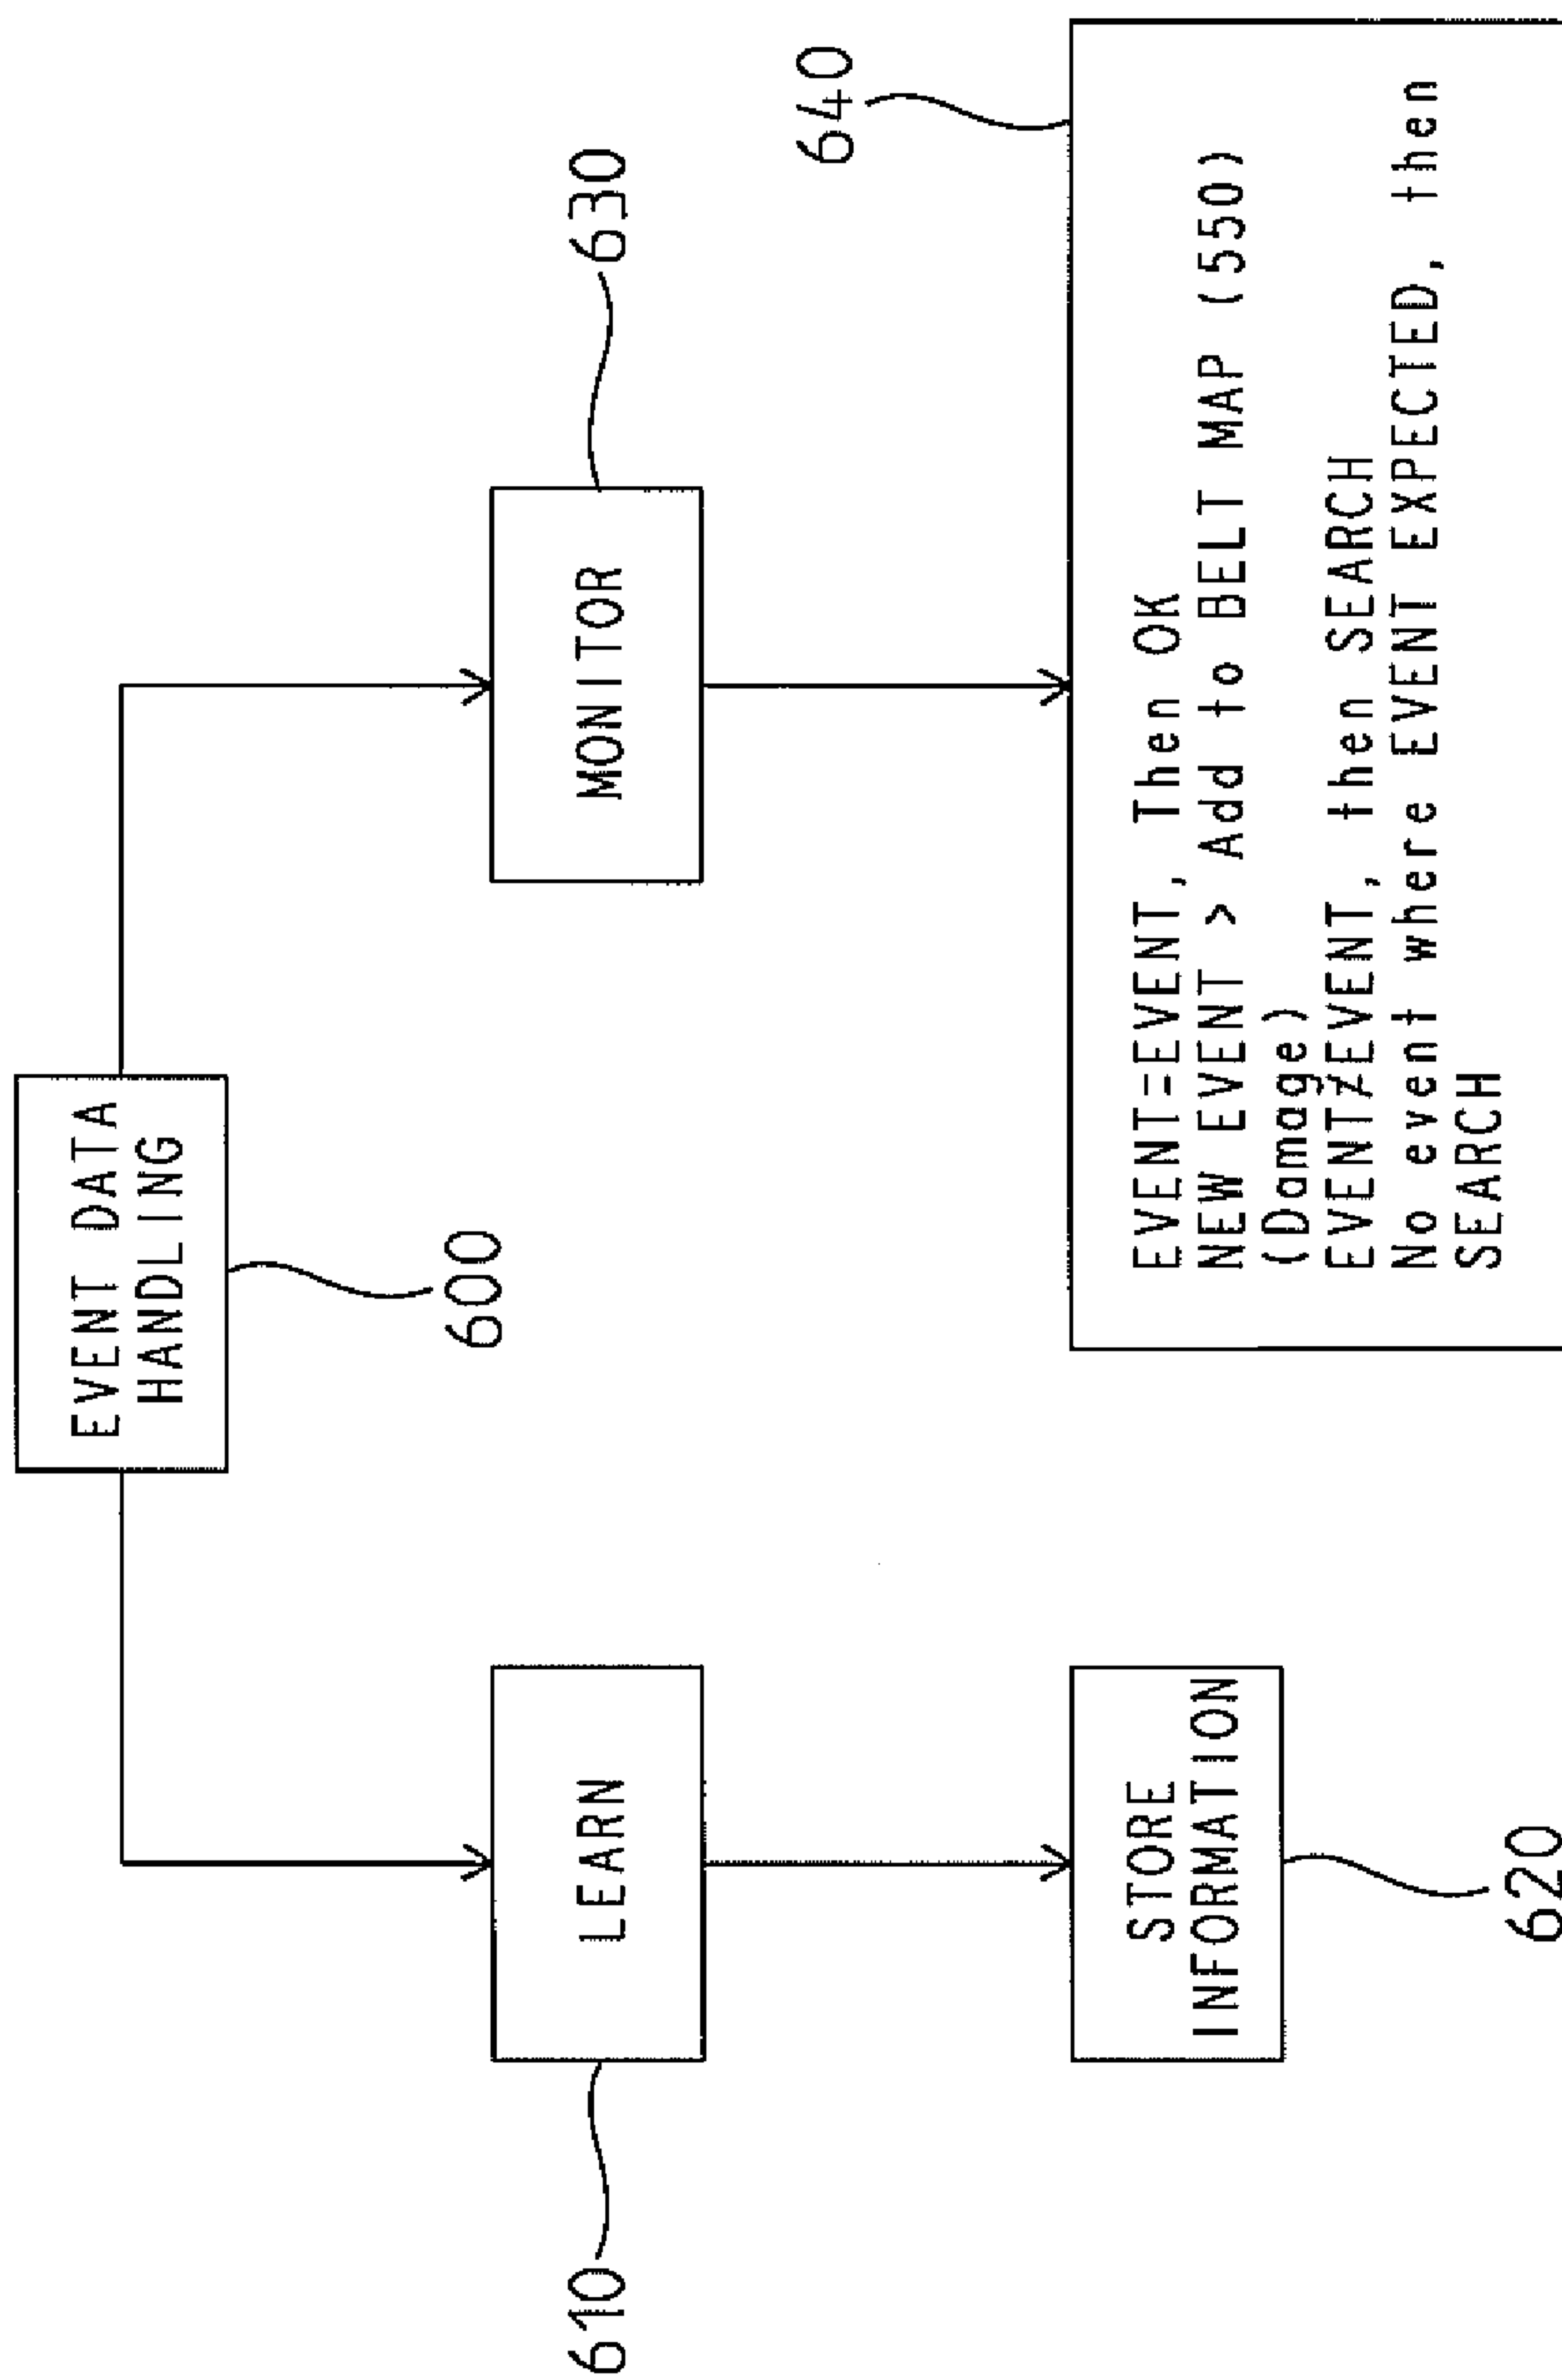 EVENT DATA
HANDLING
600
610
LEARN
MONITOR
630
STORE
INFORMATION
620
640
EVENT=EVENT, Then OK
NEW EVENT > Add to BELT MAP (550)
(Damage)
EVENT≠EVENT, then SEARCH
No event where EVENT EXPECTED, then
SEARCH